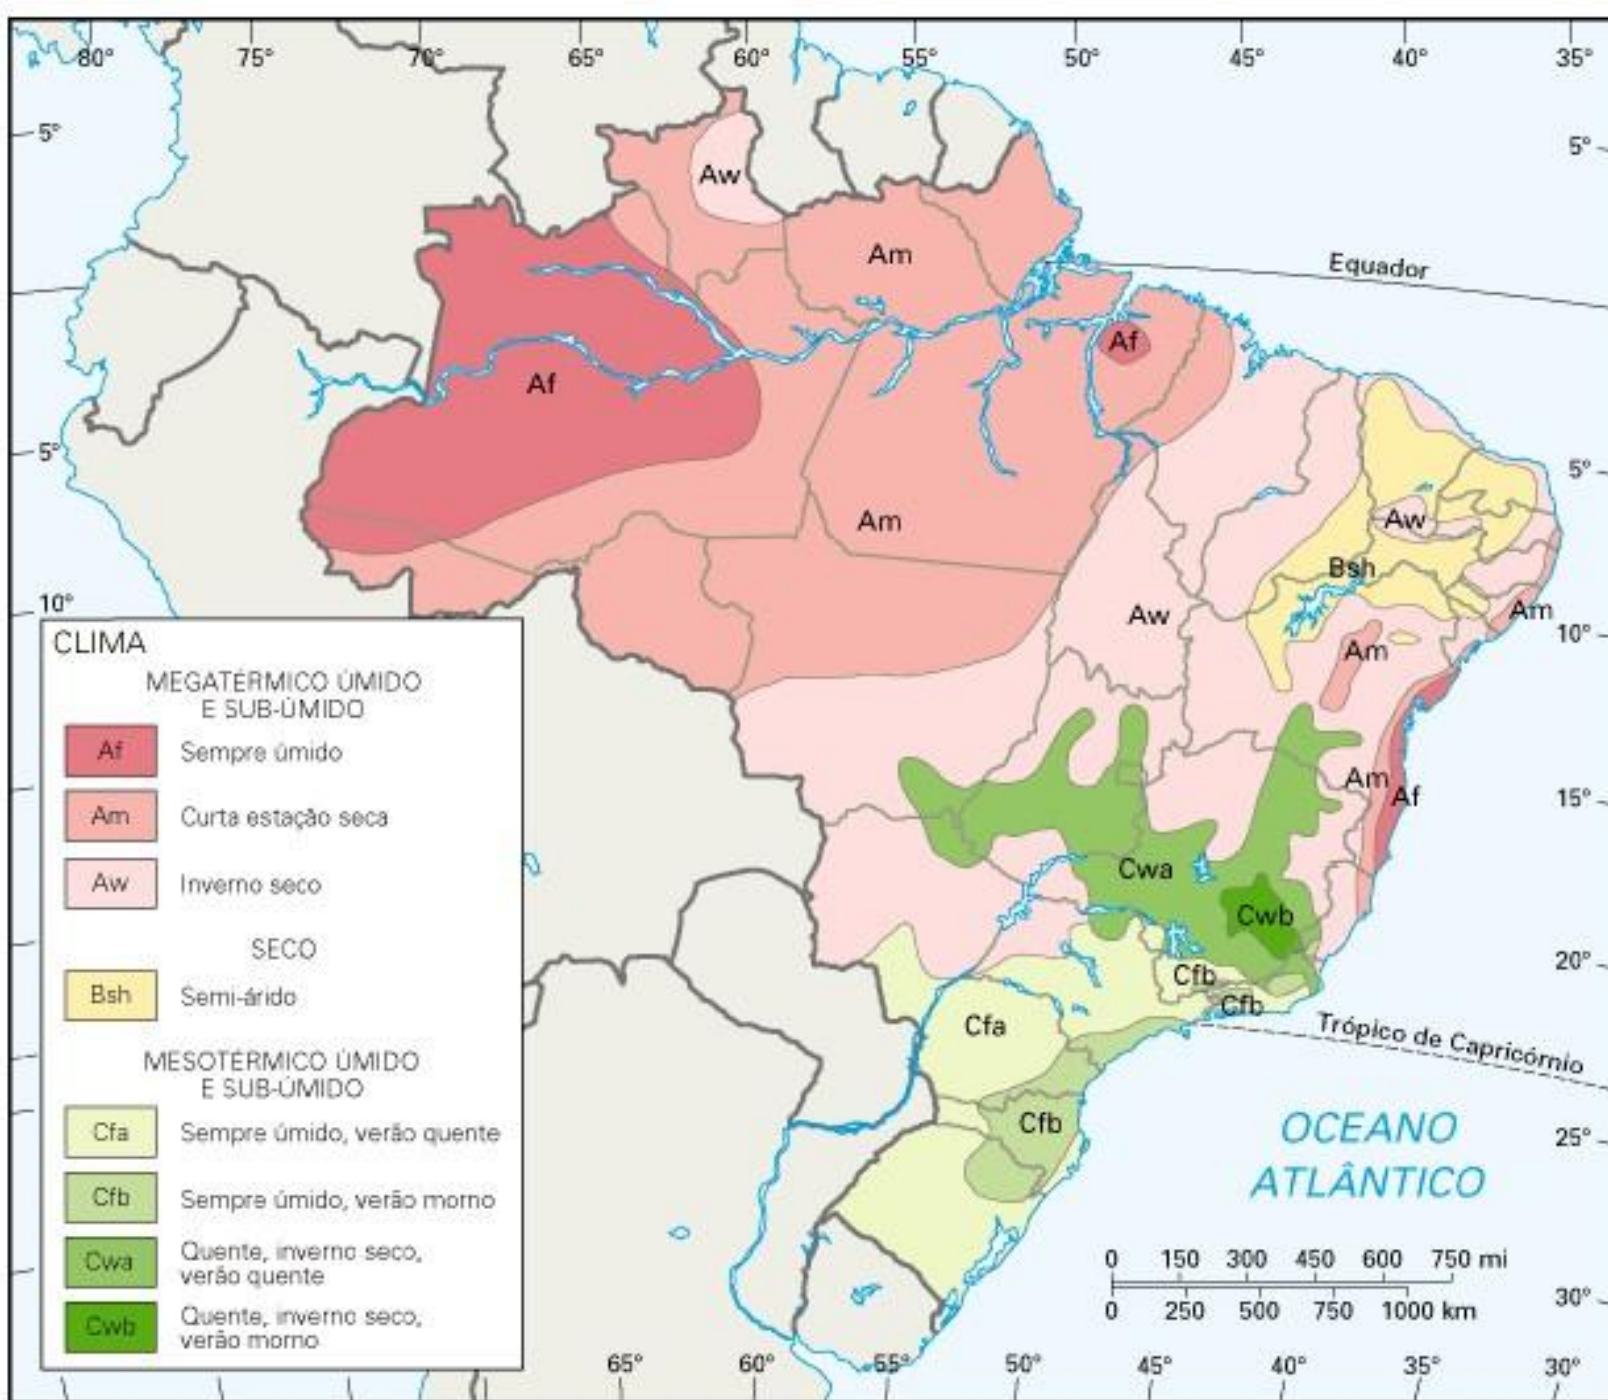 80° 75° 70° 65° 60° 55° 50° 45° 40° 35°
5° 5°
Aw
Am
Equador
Af
Af
5° 5°
Am
Aw
Bsh
10° Aw Am
10°
Am
Am
Af
15°
Cwa
Cwb
20°
Cfb
Cfb
Cfa
Trópico de Capricórnio
Cfb
25°
OCEANO
ATLÂNTICO
0 150 300 450 600 750 mi
0 250 500 750 1000 km
30°
65° 60° 55° 50° 45° 40° 35° 30°
CLIMA
MEGATÉRMICO ÚMIDO
E SUB-ÚMIDO
Af Sempre úmido
Am Curta estação seca
Aw Inverno seco
SECO
Bsh Semi-árido
MESOTÉRMICO ÚMIDO
E SUB-ÚMIDO
Cfa Sempre úmido, verão quente
Cfb Sempre úmido, verão morno
Cwa Quente, inverno seco,
verão quente
Cwb Quente, inverno seco,
verão morno